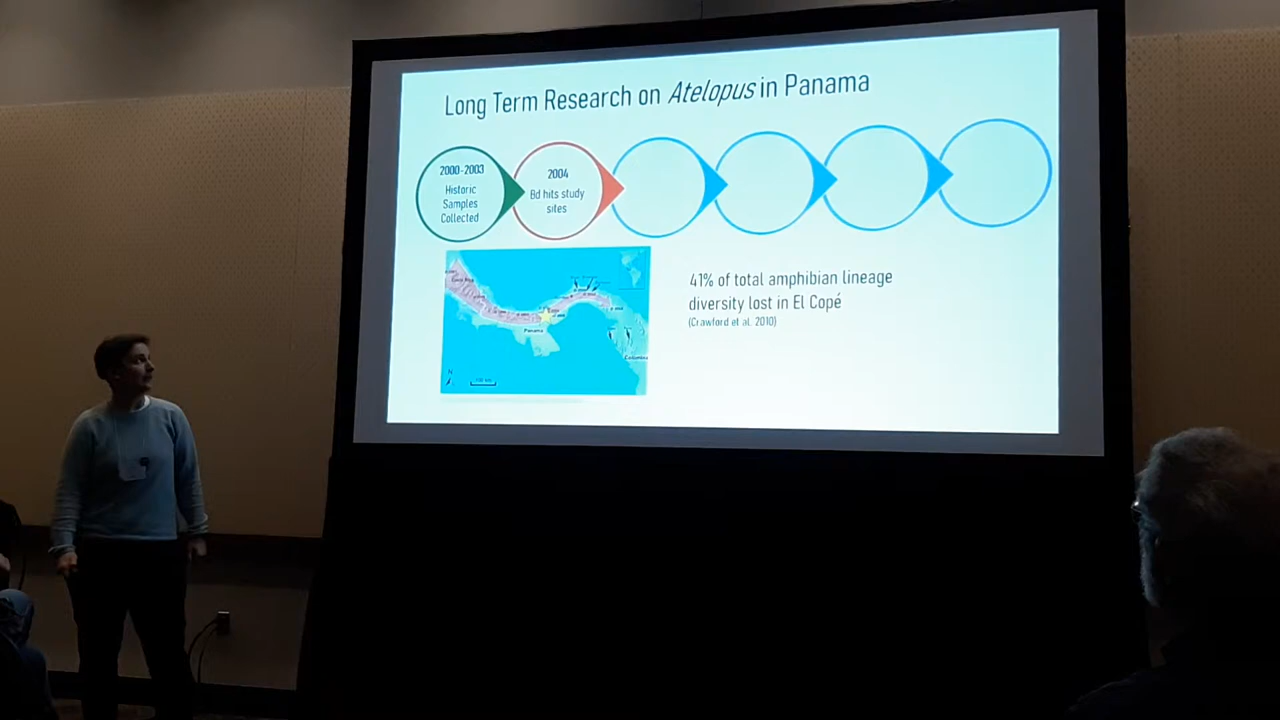 Long Term Research on Atelopus in Panama
2000-2003
Historic
Samples
Collected
2004
Bd hits study
sites
41% of total amphibian lineage
diversity lost in El Copé
(Crawford et al. 2010)
Panama
Colombia
N